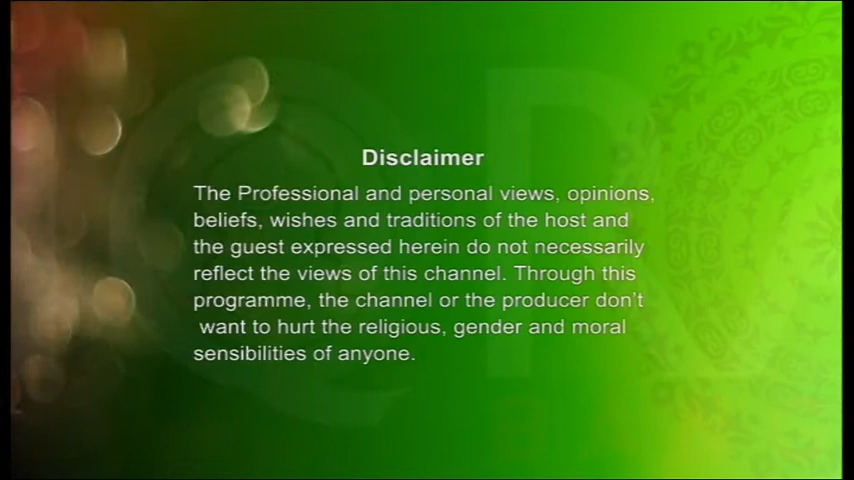 Disclaimer
The Professional and personal views, opinions,
beliefs, wishes and traditions of the host and
the guest expressed herein do not necessarily
reflect the views of this channel. Through this
programme, the channel or the producer don't
want to hurt the religious, gender and moral
sensibilities of anyone.